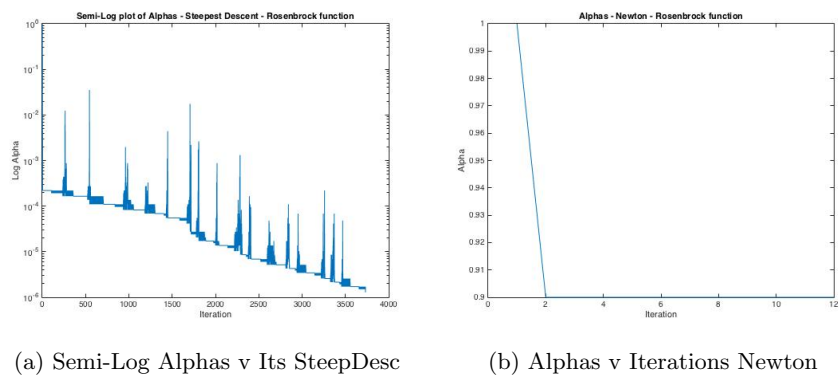 Semi-Log plot of Alphas - Steepest Descent - Rosenbrock function
10^0
10^-1
10^-2
10^-3
10^-4
10^-5
10^-6
Log Alpha
0 500 1000 1500 2000 2500 3000 3500 4000
Iteration
Alphas - Newton - Rosenbrock function
1
0.99
0.98
0.97
0.96
0.95
0.94
0.93
0.92
0.91
0.9
Alpha
0 2 4 6 8 10 12
Iteration
(a) Semi-Log Alphas v Its SteepDesc
(b) Alphas v Iterations Newton